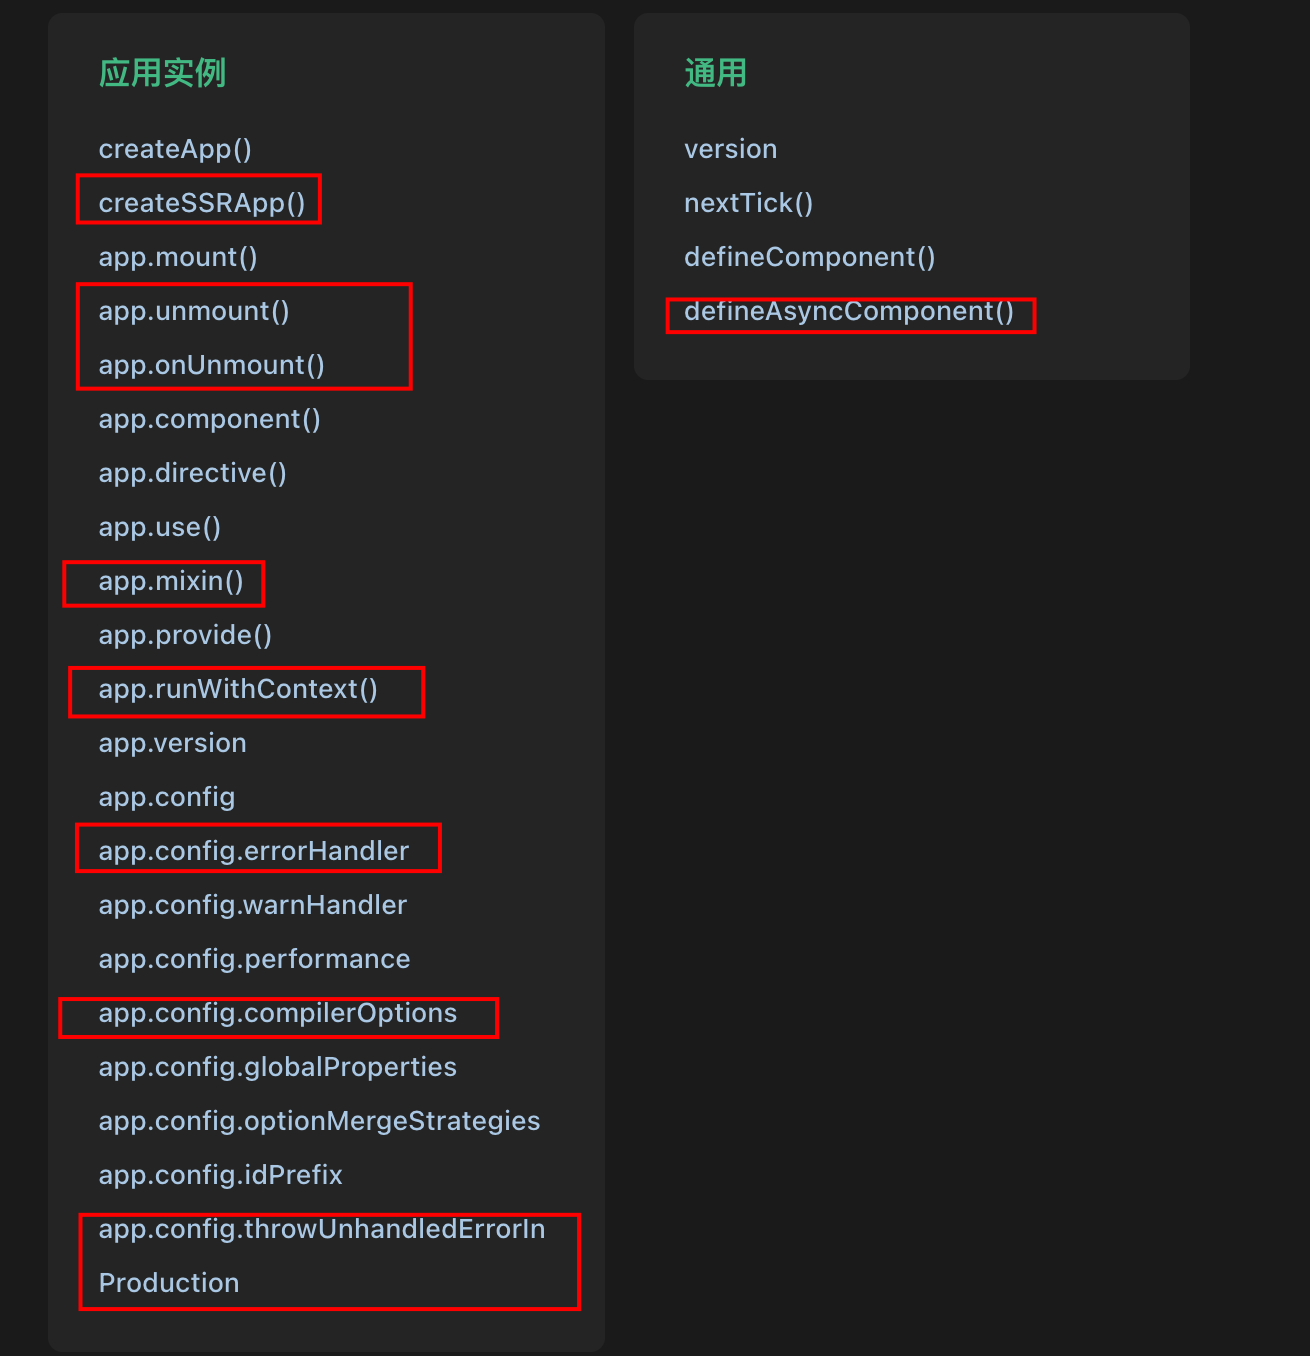 应用实例
createApp()
createSSRApp()
app.mount()
app.unmount()
app.onUnmount()
app.component()
app.directive()
app.use()
app.mixin()
app.provide()
app.runWithContext()
app.version
app.config
app.config.errorHandler
app.config.warnHandler
app.config.performance
app.config.compilerOptions
app.config.globalProperties
app.config.optionMergeStrategies
app.config.idPrefix
app.config.throwUnhandledErrorIn
Production
通用
version
nextTick()
defineComponent()
defineAsyncComponent()